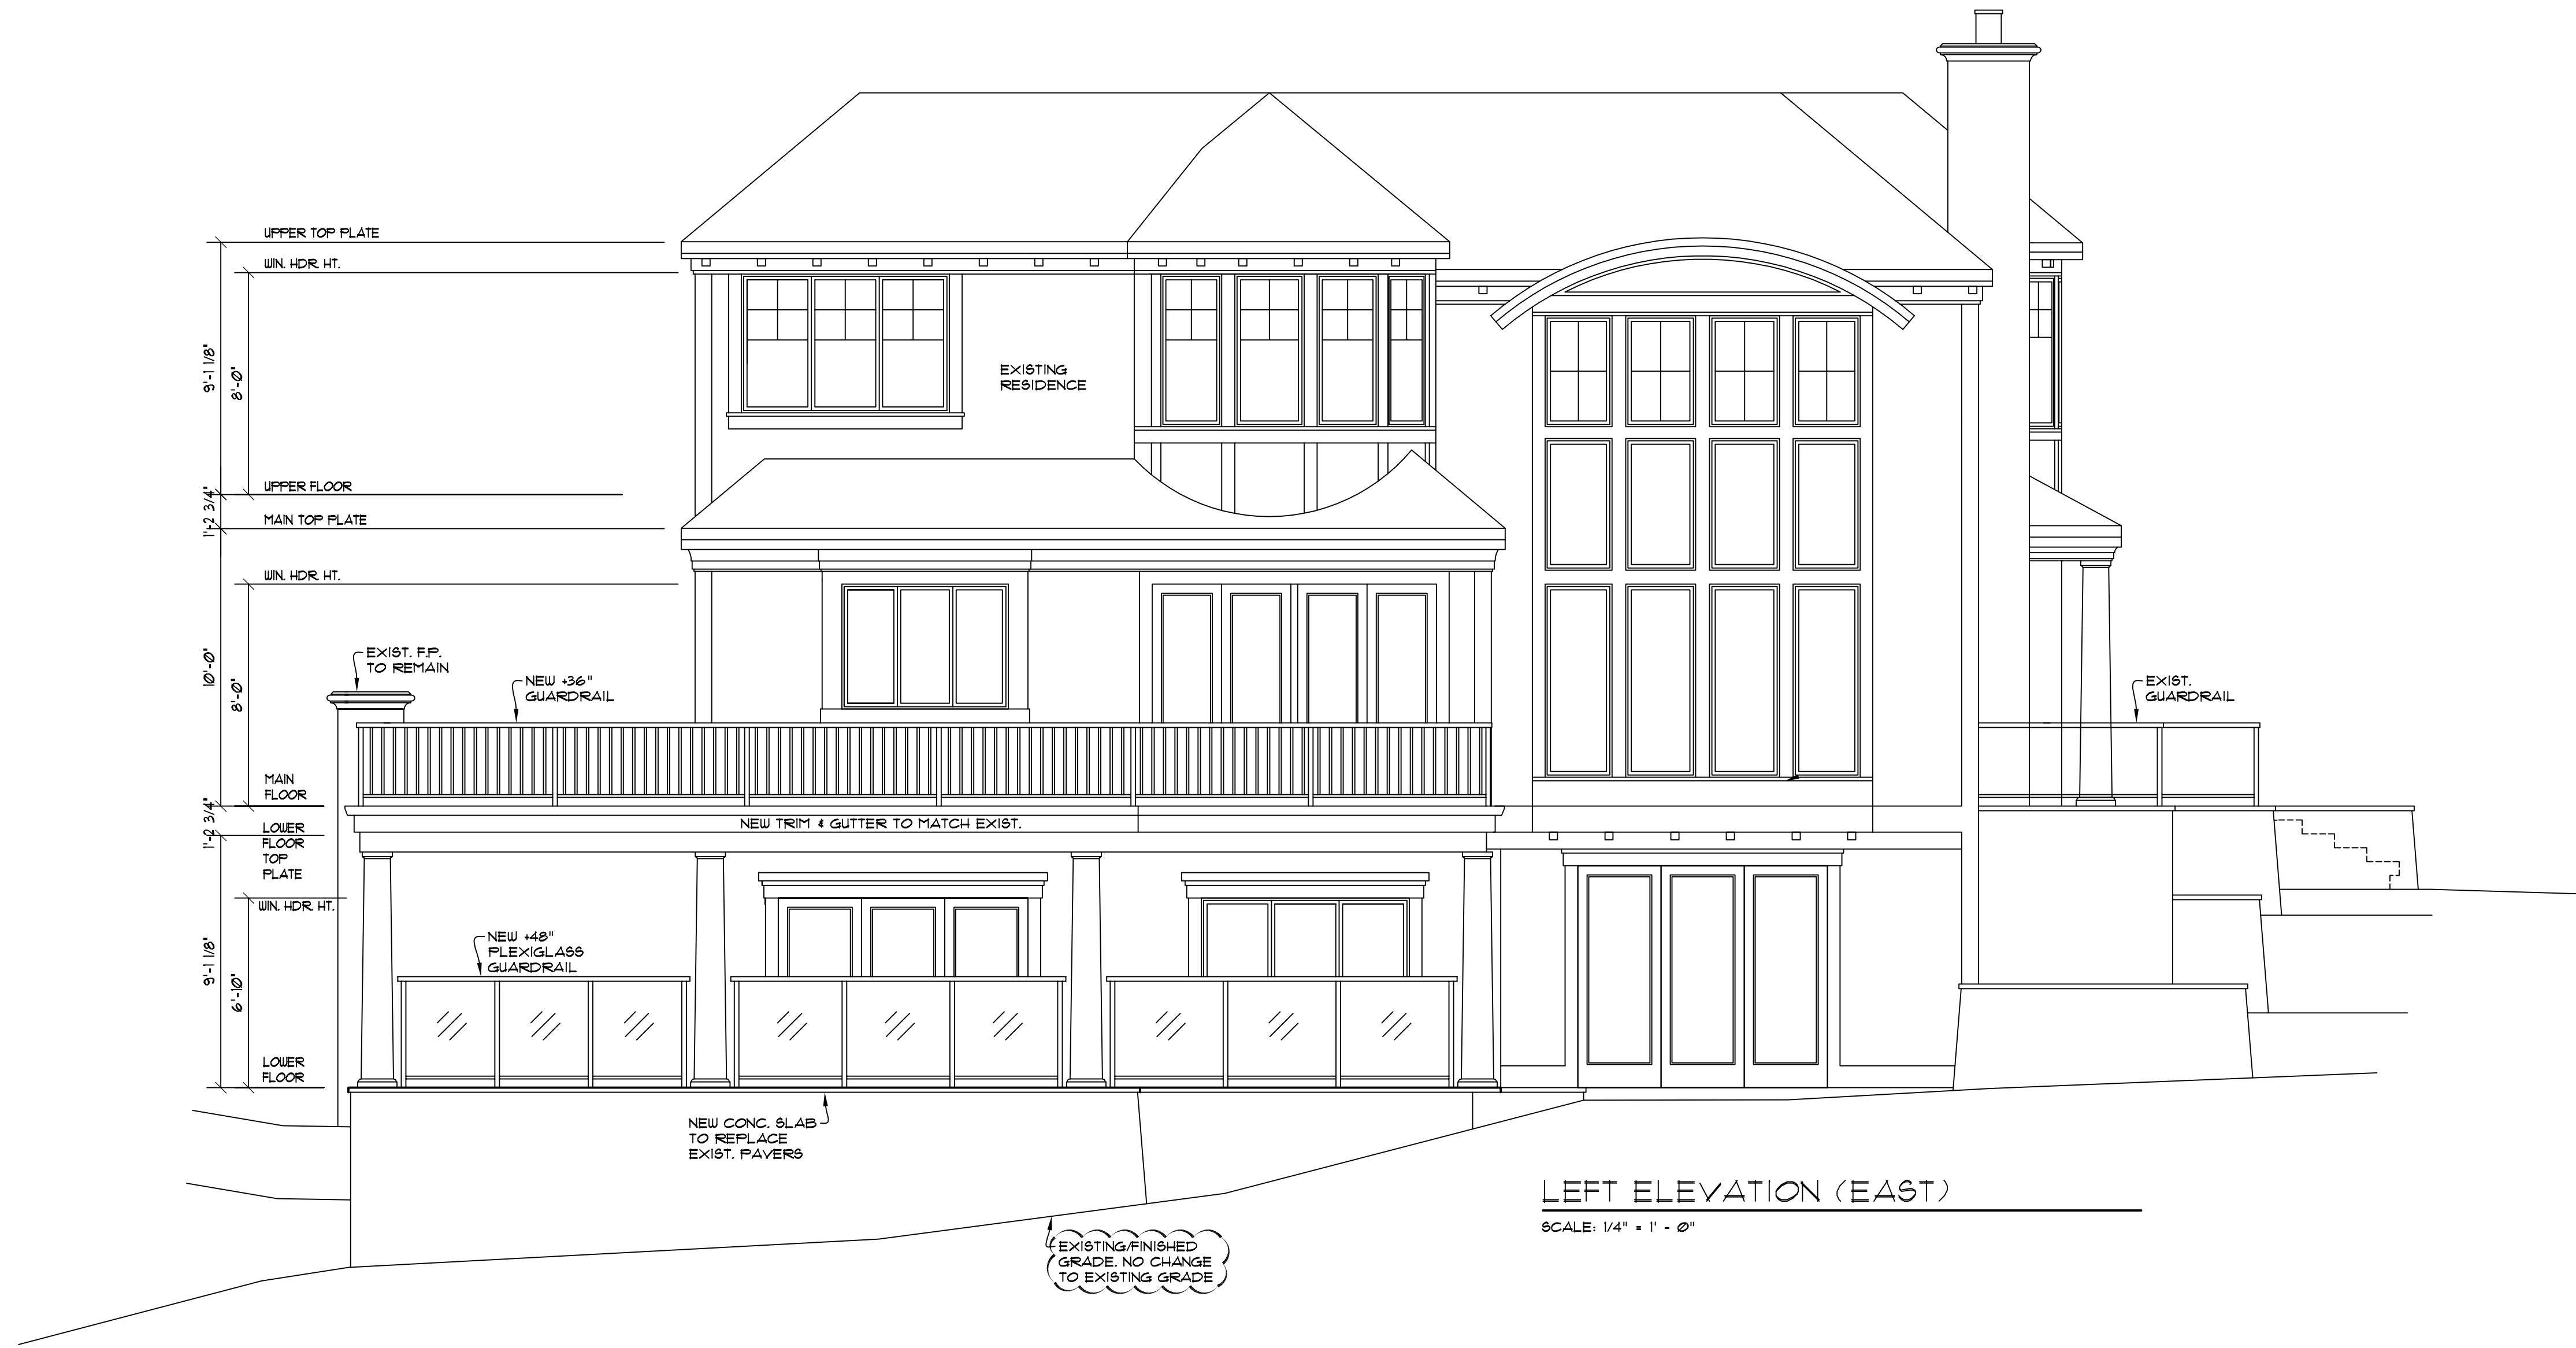 UPPER TOP PLATE
WIN. HDR. HT.
9'-1 1/8"
8'-0"
EXISTING
RESIDENCE
UPPER FLOOR
1'-2 3/4"
MAIN TOP PLATE
WIN. HDR. HT.
10'-0"
8'-0"
EXIST. F.P.
TO REMAIN
NEW +36"
GUARDRAIL
EXIST.
GUARDRAIL
MAIN
FLOOR
1'-2 3/4"
LOWER
FLOOR
TOP
PLATE
NEW TRIM & GUTTER TO MATCH EXIST.
WIN. HDR. HT.
9'-1 1/8"
6'-10"
NEW +48"
PLEXIGLASS
GUARDRAIL
LOWER
FLOOR
NEW CONC. SLAB
TO REPLACE
EXIST. PAVERS
LEFT ELEVATION (EAST)
SCALE: 1/4" = 1' - 0"
EXISTING/FINISHED
GRADE. NO CHANGE
TO EXISTING GRADE